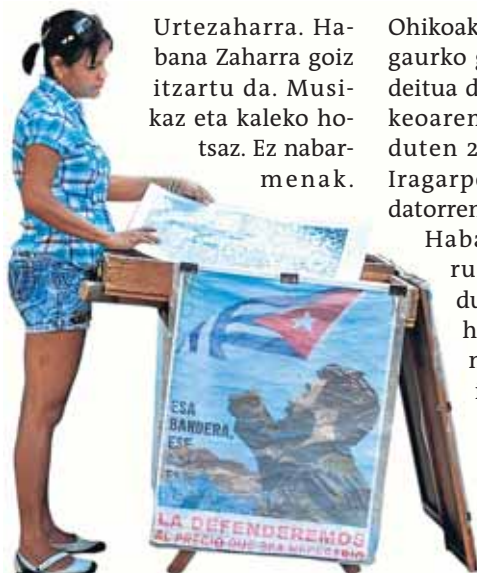 Urtezaharra. Ha-
bana Zaharra goiz
itzartu da. Musi-
kaz eta kaleko ho-
tsaz. Ez nabar-
menak.
Ohikoak
gaurko g
deitua d
keoaren
duten 2
Iragarpe
datorren
Haba
ru
du
h
ESA
BANDERA,
ESE
LA DEFENDEREMOS
AL PRECIO QUE SEA NECESARIO